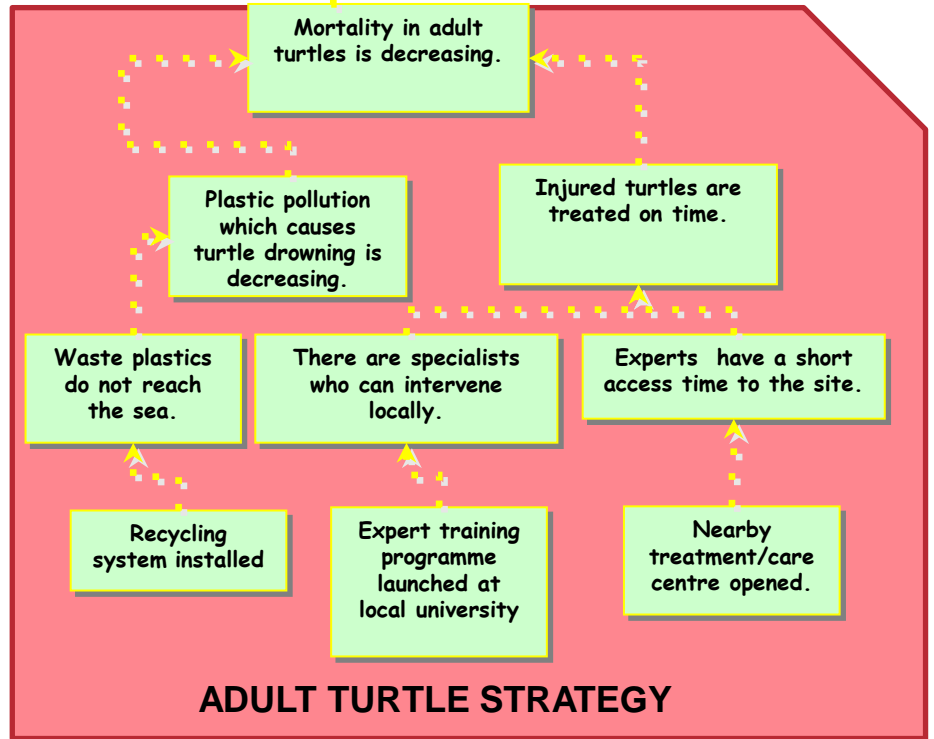 Mortality in adult
turtles is decreasing.
Plastic pollution
which causes
turtle drowning is
decreasing.
Injured turtles are
treated on time.
Waste plastics
do not reach
the sea.
There are specialists
who can intervene
locally.
Experts have a short
access time to the site.
Recycling
system installed
Expert training
programme
launched at
local university
Nearby
treatment/care
centre opened.
ADULT TURTLE STRATEGY